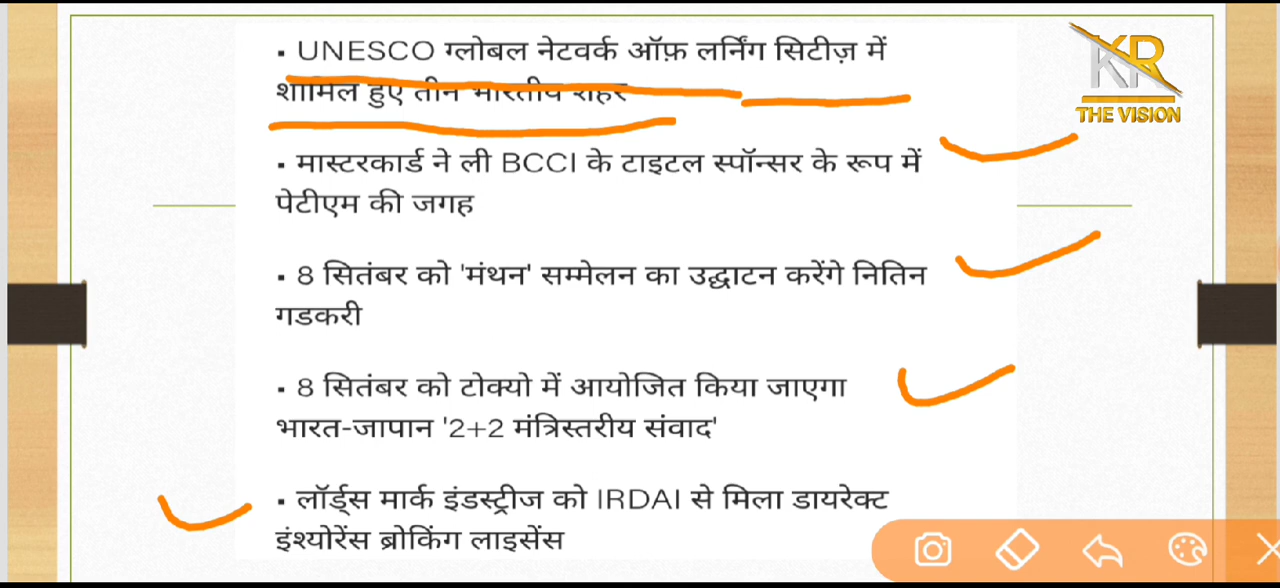 ▪ UNESCO ग्लोबल नेटवर्क ऑफ़ लर्निंग सिटीज़ में
शामिल हुए तीन भारतीय शहर
▪ मास्टरकार्ड ने ली BCCI के टाइटल स्पॉन्सर के रूप में
पेटीएम की जगह
▪ 8 सितंबर को 'मंथन' सम्मेलन का उद्घाटन करेंगे नितिन
गडकरी
▪ 8 सितंबर को टोक्यो में आयोजित किया जाएगा
भारत-जापान '2+2 मंत्रिस्तरीय संवाद'
▪ लॉर्ड्स मार्क इंडस्ट्रीज को IRDAI से मिला डायरेक्ट
इंश्योरेंस ब्रोकिंग लाइसेंस
KR
THE VISION